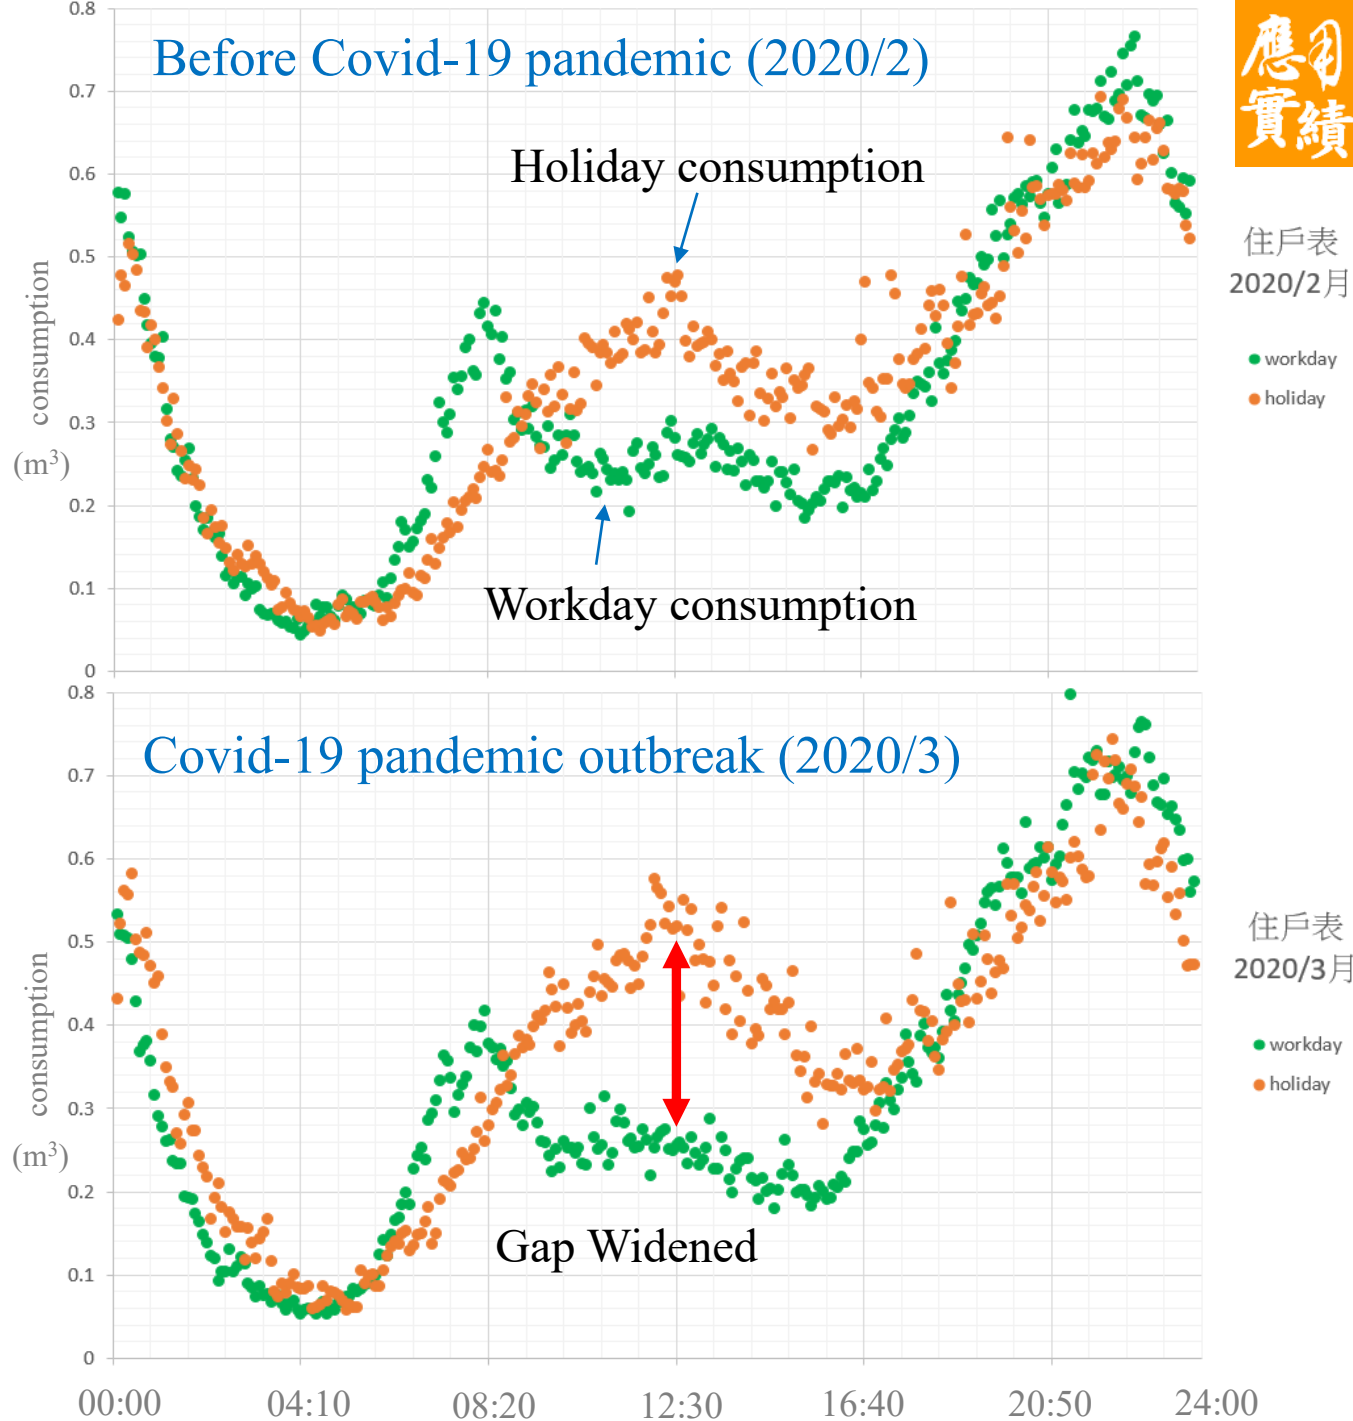 0.8
Before Covid-19 pandemic (2020/2)
0.7
Holiday consumption
0.6
0.5
0.4
0.3
0.2
0.1
0
consumption
(m³)
Workday consumption
應用
實績
住戶表
2020/2月
workday
holiday
0.8
Covid-19 pandemic outbreak (2020/3)
0.7
0.6
0.5
0.4
0.3
0.2
0.1
0
consumption
(m³)
Gap Widened
住戶表
2020/3月
workday
holiday
00:00 04:10 08:20 12:30 16:40 20:50 24:00